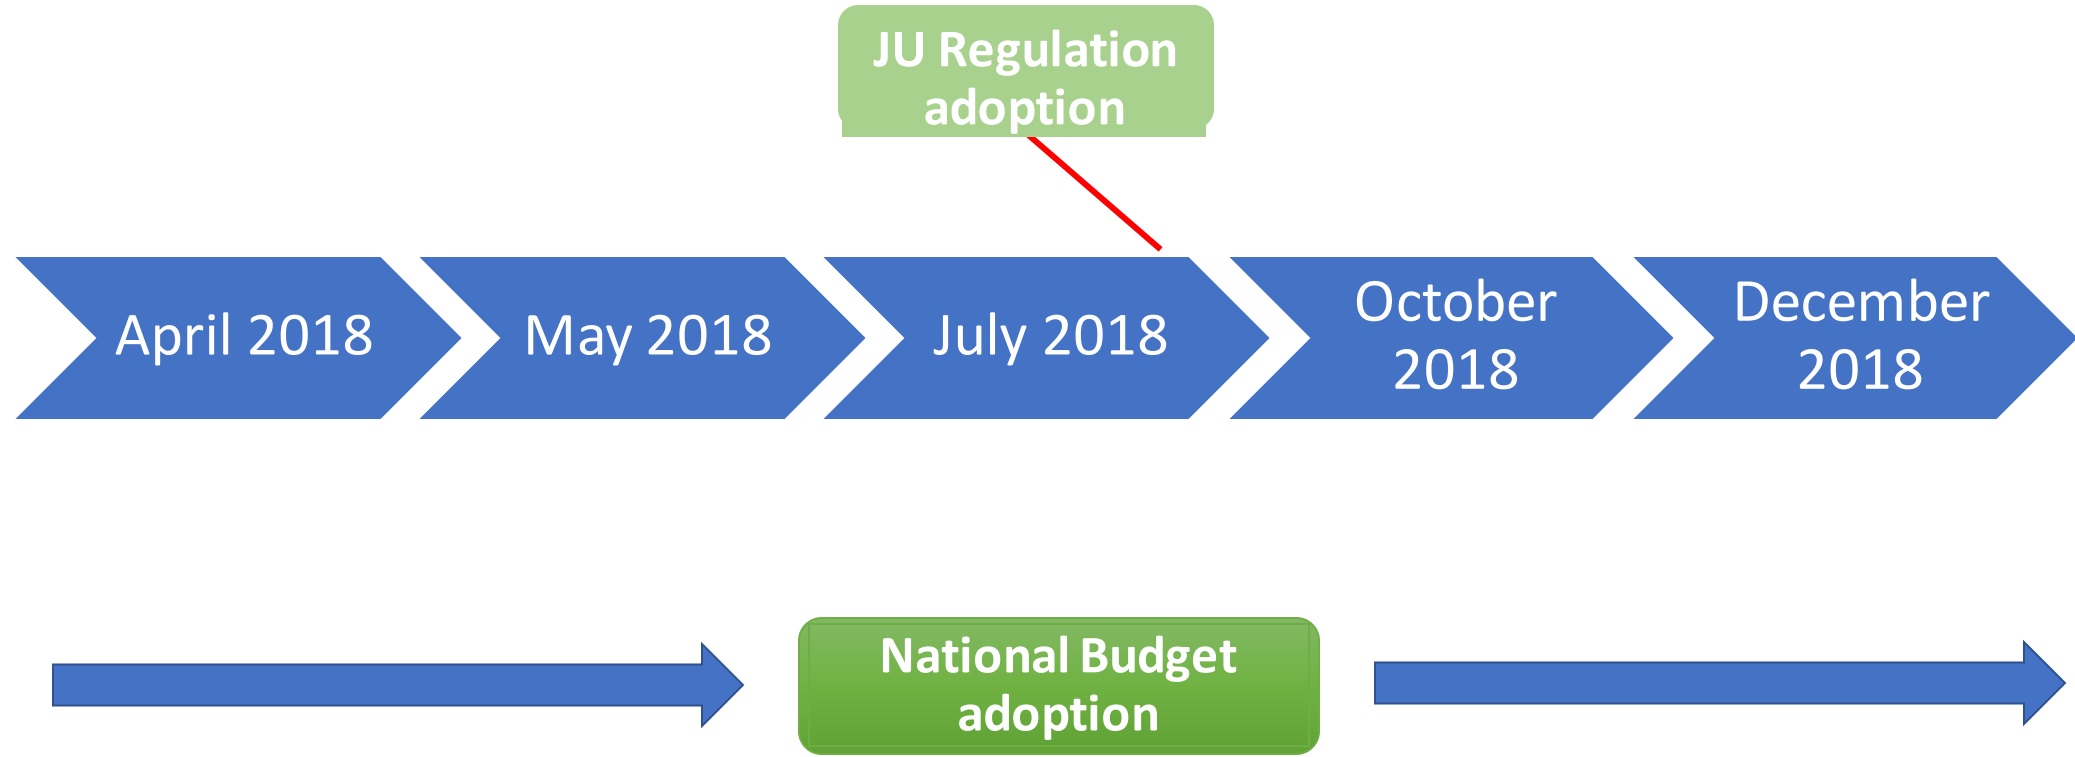 JU Regulation
adoption
April 2018
May 2018
July 2018
October
2018
December
2018
National Budget
adoption